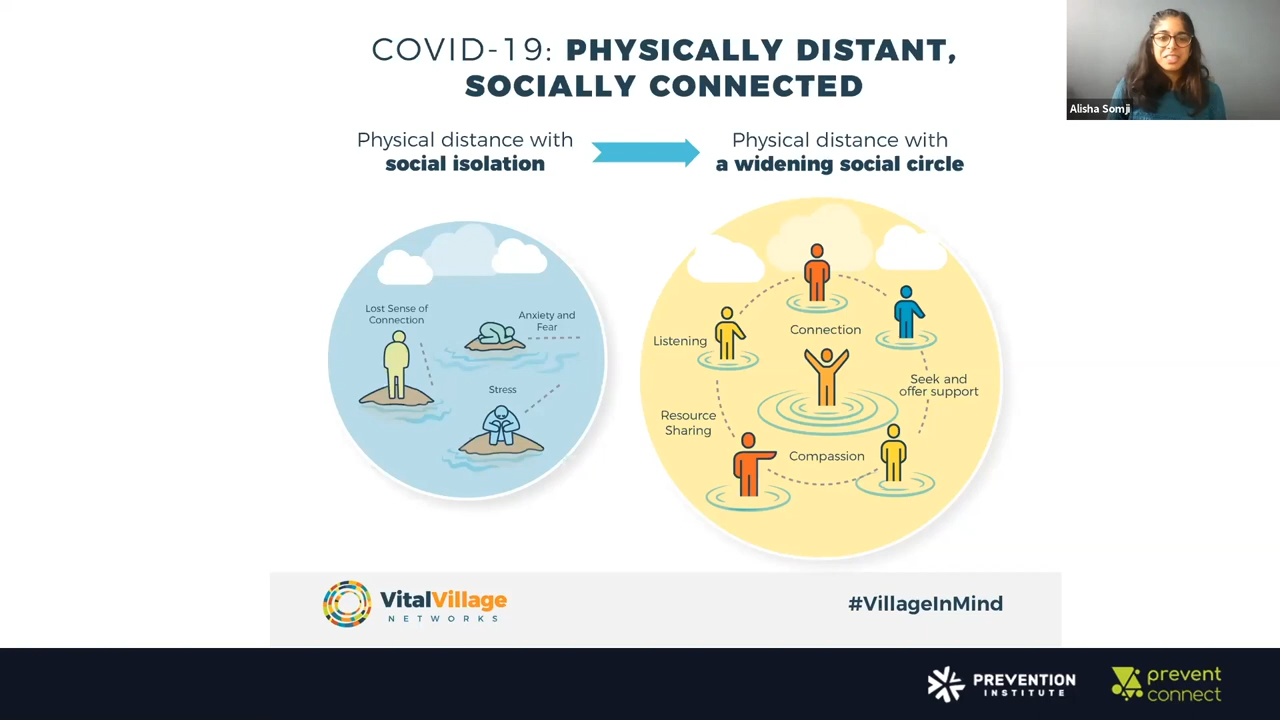 COVID-19: PHYSICALLY DISTANT,
SOCIALLY CONNECTED
Alisha Somji
Physical distance with
social isolation
Physical distance with
a widening social circle
Lost Sense of
Connection
Anxiety and
Fear
Stress
Connection
Listening
Seek and
offer support
Resource
Sharing
Compassion
VitalVillage
NETWORKS
#VillageInMind
PREVENTION
INSTITUTE
prevent
connect